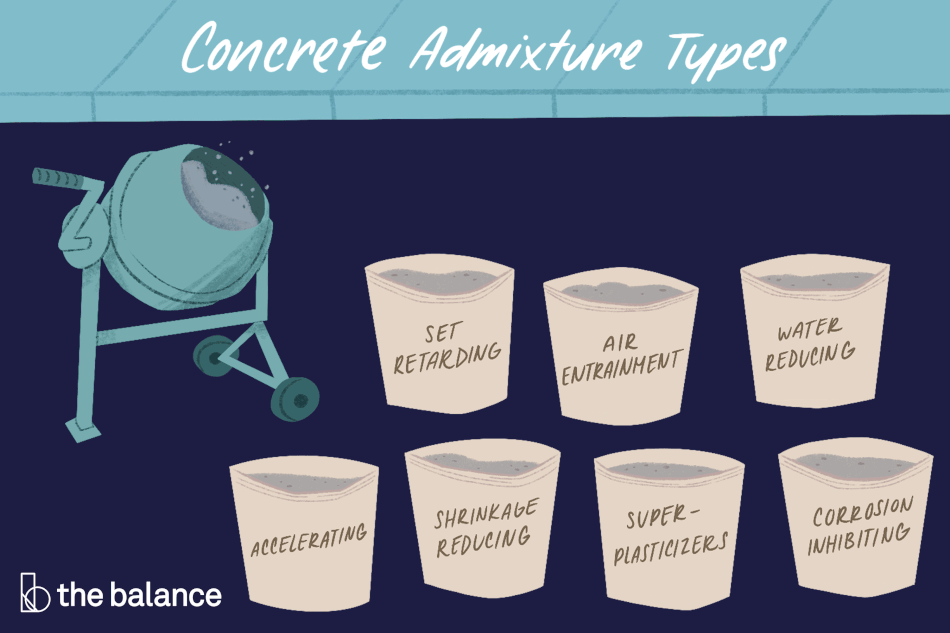 Concrete Admixture Types
SET
RETARDING
AIR
ENTRAINMENT
WATER
REDUCING
ACCELERATING
SHRINKAGE
REDUCING
SUPER-
PLASTICIZERS
CORROSION
INHIBITING
the balance